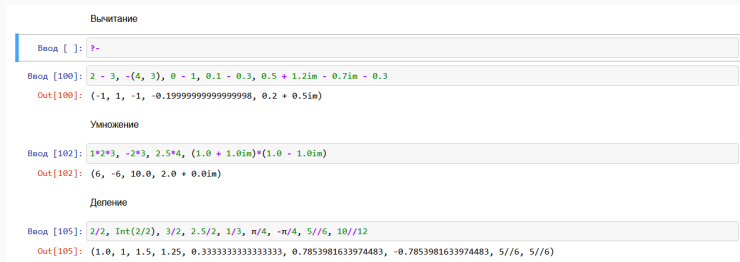 Вычитание
Ввод [ ]: ?-
Ввод [100]: 2 - 3, -(4, 3), 0 - 1, 0.1 - 0.3, 0.5 + 1.2im - 0.7im - 0.3
Out[100]: (-1, 1, -1, -0.19999999999999998, 0.2 + 0.5im)
Умножение
Ввод [102]: 1*2*3, -2*3, 2.5*4, (1.0 + 1.0im)*(1.0 - 1.0im)
Out[102]: (6, -6, 10.0, 2.0 + 0.0im)
Деление
Ввод [105]: 2/2, Int(2/2), 3/2, 2.5/2, 1/3, π/4, -π/4, 5//6, 10//12
Out[105]: (1.0, 1, 1.5, 1.25, 0.3333333333333333, 0.7853981633974483, -0.7853981633974483, 5//6, 5//6)